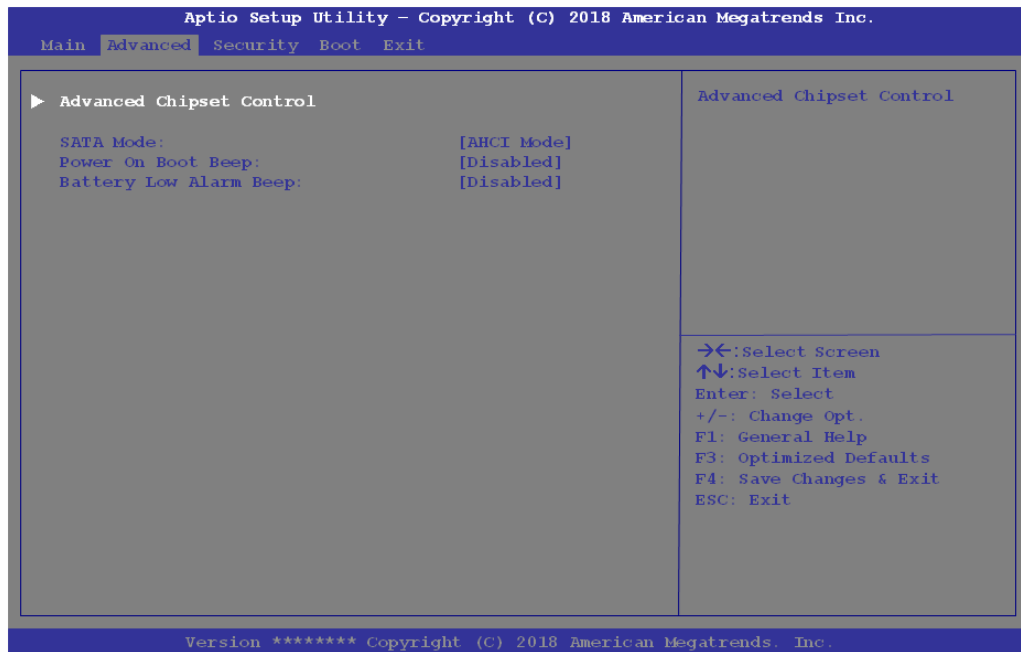 Aptio Setup Utility – Copyright (C) 2018 American Megatrends Inc.
Main Advanced Security Boot Exit
▶ Advanced Chipset Control
SATA Mode: [AHCI Mode]
Power On Boot Beep: [Disabled]
Battery Low Alarm Beep: [Disabled]
Advanced Chipset Control
→←:Select Screen
↑↓:Select Item
Enter: Select
+/-: Change Opt.
F1: General Help
F3: Optimized Defaults
F4: Save Changes & Exit
ESC: Exit
Version ******** Copyright (C) 2018 American Megatrends. Inc.